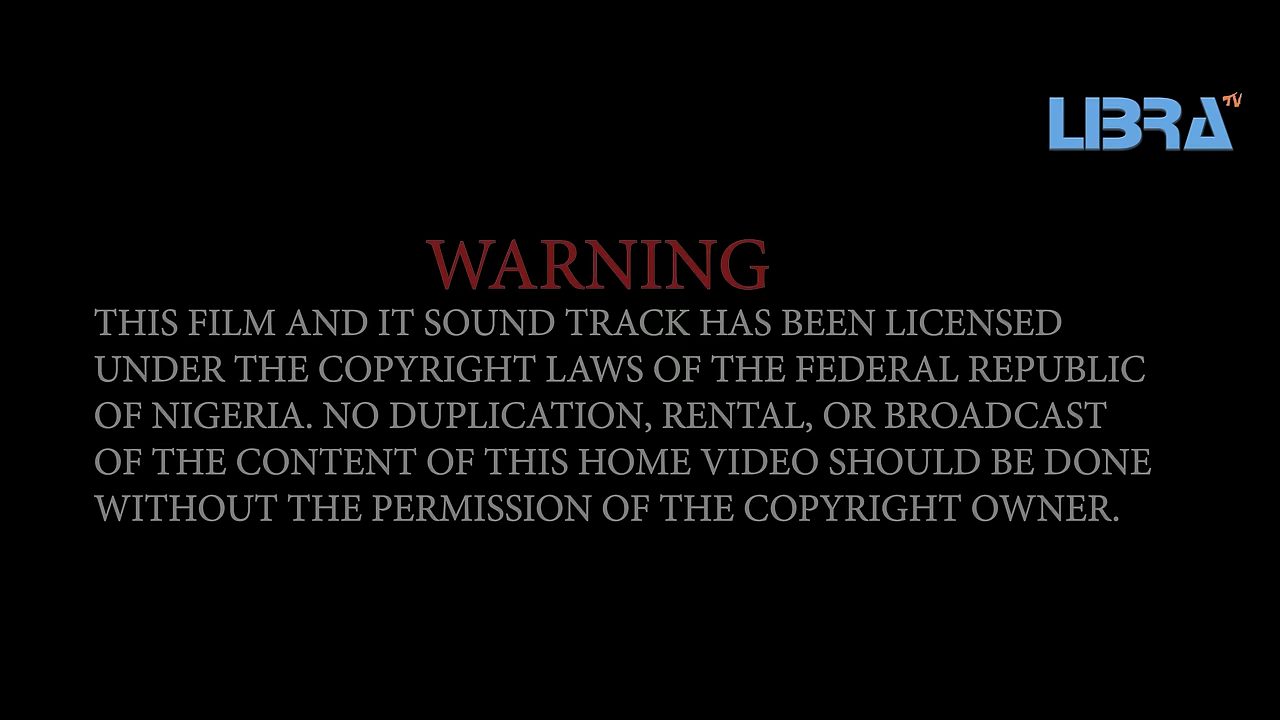 LIBRA TV
WARNING
THIS FILM AND IT SOUND TRACK HAS BEEN LICENSED
UNDER THE COPYRIGHT LAWS OF THE FEDERAL REPUBLIC
OF NIGERIA. NO DUPLICATION, RENTAL, OR BROADCAST
OF THE CONTENT OF THIS HOME VIDEO SHOULD BE DONE
WITHOUT THE PERMISSION OF THE COPYRIGHT OWNER.